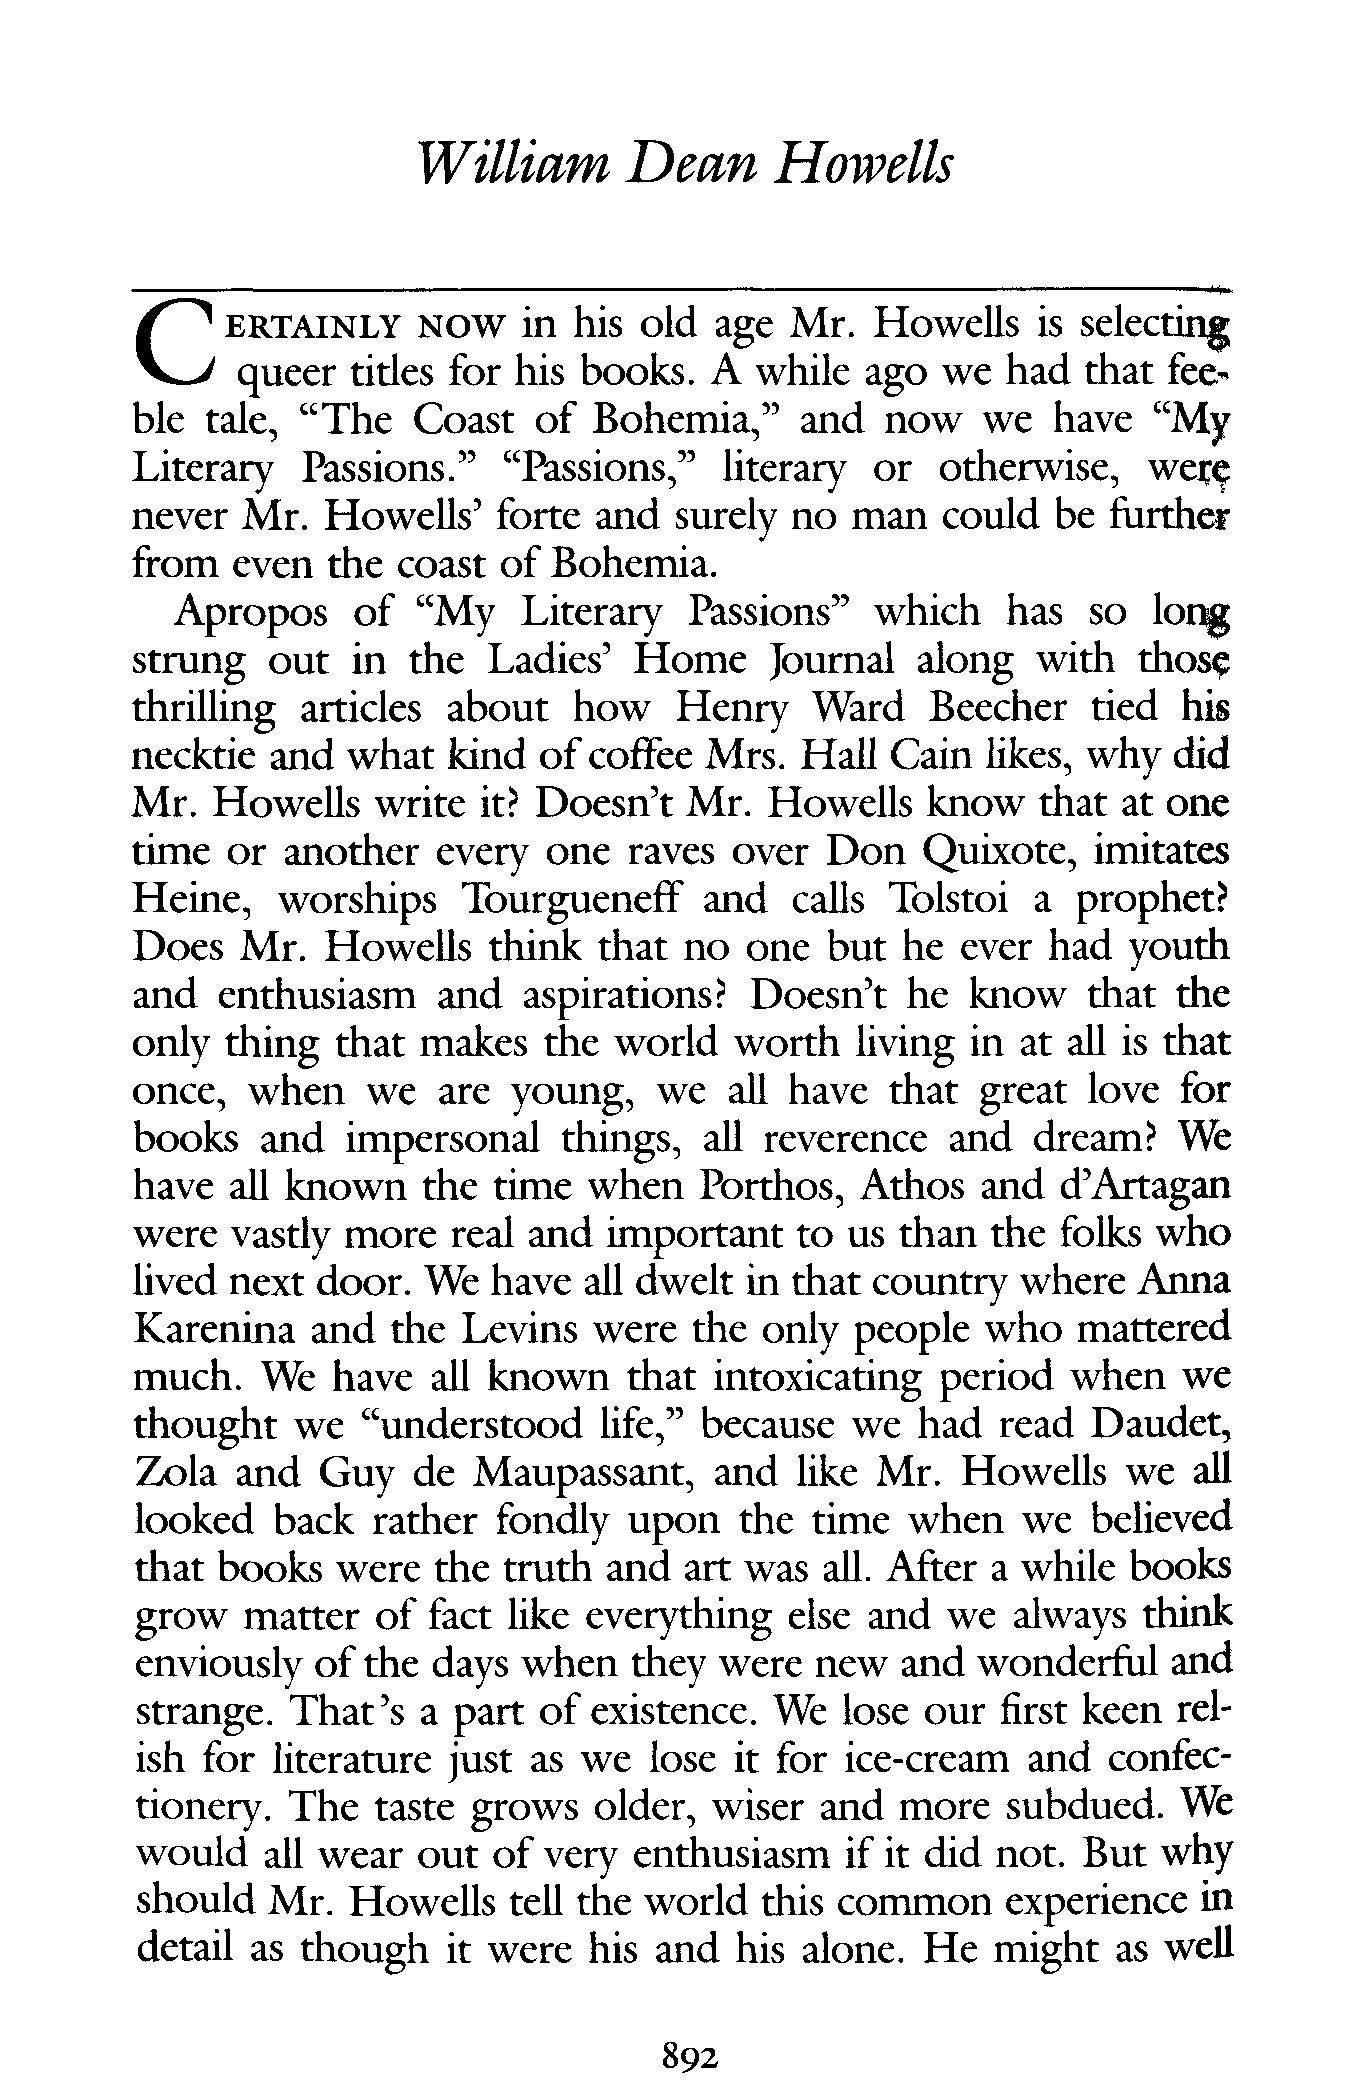 William Dean Howells
CERTAINLY NOW in his old age Mr. Howells is selecting
queer titles for his books. A while ago we had that fee-
ble tale, “The Coast of Bohemia,” and now we have “My
Literary Passions.” “Passions,” literary or otherwise, were
never Mr. Howells’ forte and surely no man could be further
from even the coast of Bohemia.
Apropos of “My Literary Passions” which has so long
strung out in the Ladies’ Home Journal along with those
thrilling articles about how Henry Ward Beecher tied his
necktie and what kind of coffee Mrs. Hall Cain likes, why did
Mr. Howells write it? Doesn’t Mr. Howells know that at one
time or another every one raves over Don Quixote, imitates
Heine, worships Tourgueneff and calls Tolstoi a prophet?
Does Mr. Howells think that no one but he ever had youth
and enthusiasm and aspirations? Doesn’t he know that the
only thing that makes the world worth living in at all is that
once, when we are young, we all have that great love for
books and impersonal things, all reverence and dream? We
have all known the time when Porthos, Athos and d’Artagan
were vastly more real and important to us than the folks who
lived next door. We have all dwelt in that country where Anna
Karenina and the Levins were the only people who mattered
much. We have all known that intoxicating period when we
thought we “understood life,” because we had read Daudet,
Zola and Guy de Maupassant, and like Mr. Howells we all
looked back rather fondly upon the time when we believed
that books were the truth and art was all. After a while books
grow matter of fact like everything else and we always think
enviously of the days when they were new and wonderful and
strange. That’s a part of existence. We lose our first keen rel-
ish for literature just as we lose it for ice-cream and confec-
tionery. The taste grows older, wiser and more subdued. We
would all wear out of very enthusiasm if it did not. But why
should Mr. Howells tell the world this common experience in
detail as though it were his and his alone. He might as well
892